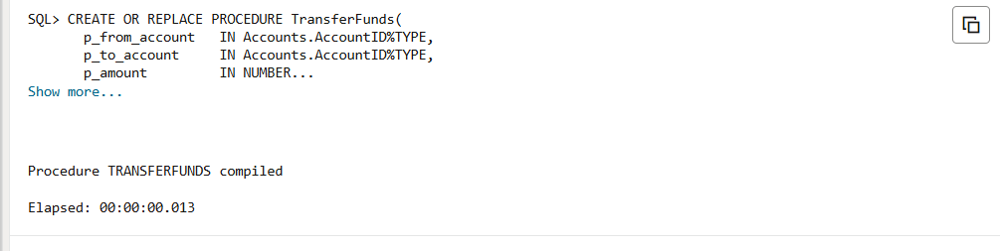 SQL> CREATE OR REPLACE PROCEDURE TransferFunds(
p_from_account   IN Accounts.AccountID%TYPE,
p_to_account     IN Accounts.AccountID%TYPE,
p_amount         IN NUMBER...
Show more...
Procedure TRANSFERFUNDS compiled
Elapsed: 00:00:00.013